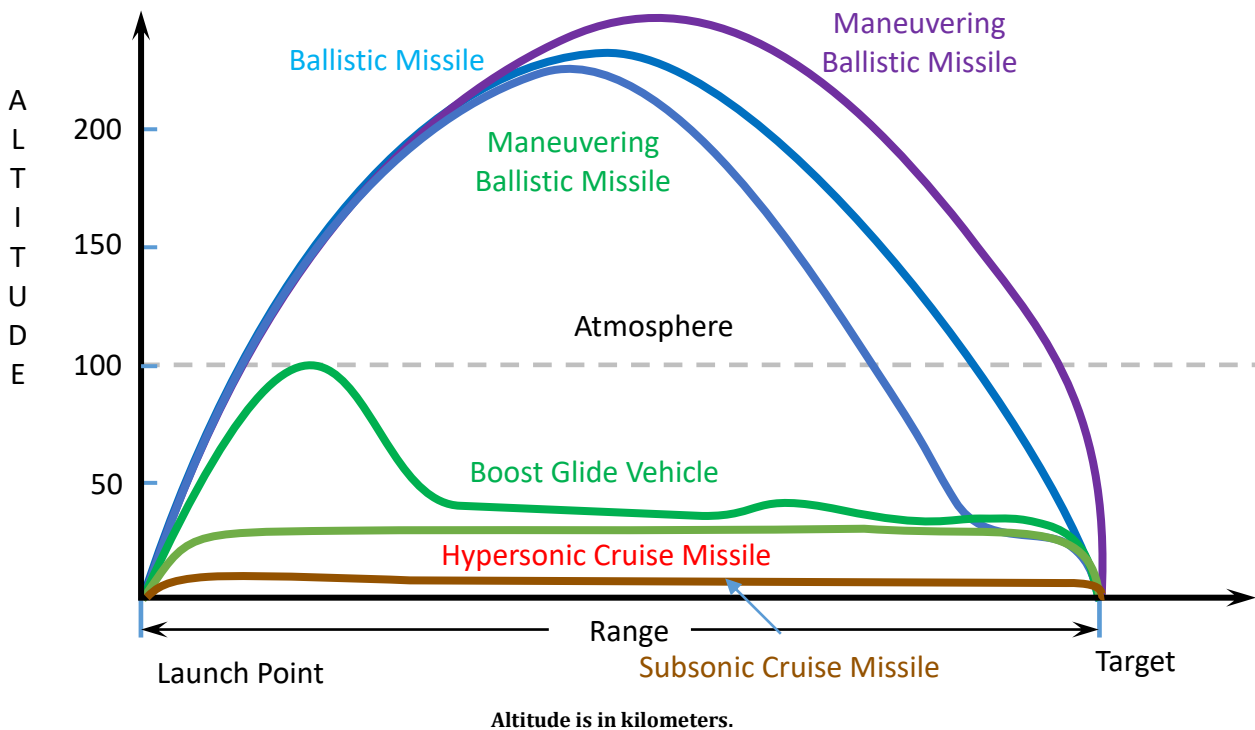 Maneuvering
Ballistic Missile
Ballistic Missile
ALTITUDE
200
Maneuvering
Ballistic Missile
150
Atmosphere
100
Boost Glide Vehicle
50
Hypersonic Cruise Missile
Range
Subsonic Cruise Missile
Launch Point
Target
Altitude is in kilometers.